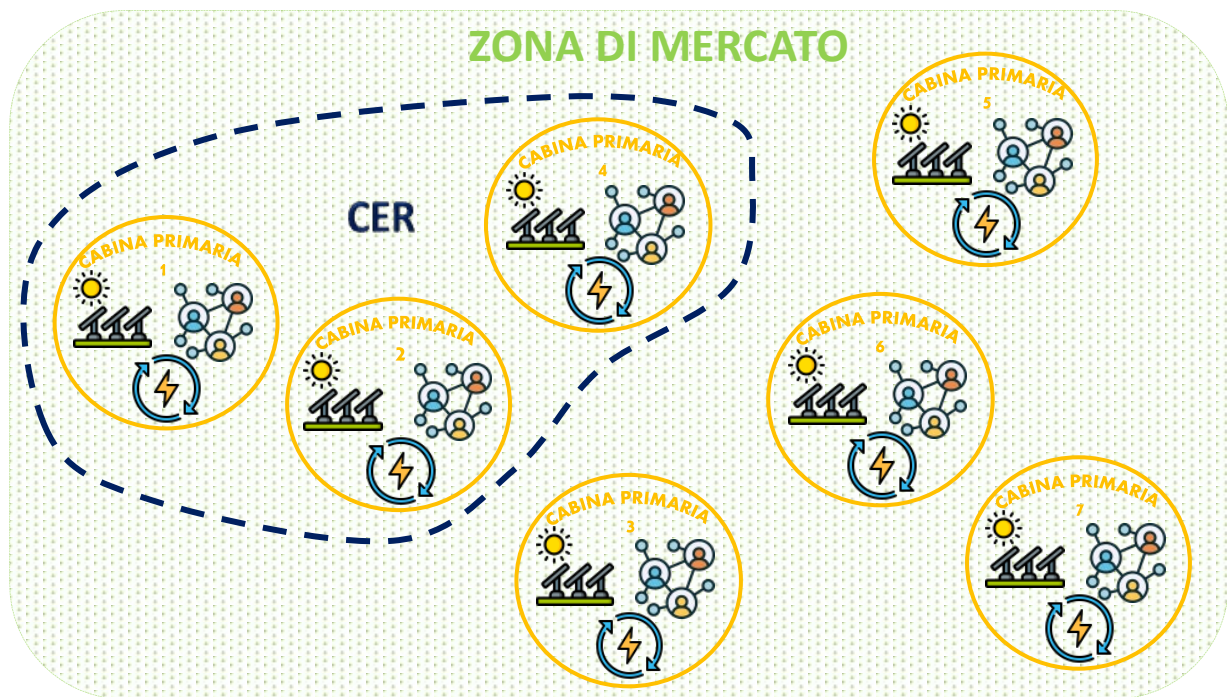 ZONA DI MERCATO
CABINA PRIMARIA
5
CABINA PRIMARIA
4
CER
CABINA PRIMARIA
1
CABINA PRIMARIA
2
CABINA PRIMARIA
6
CABINA PRIMARIA
3
CABINA PRIMARIA
7